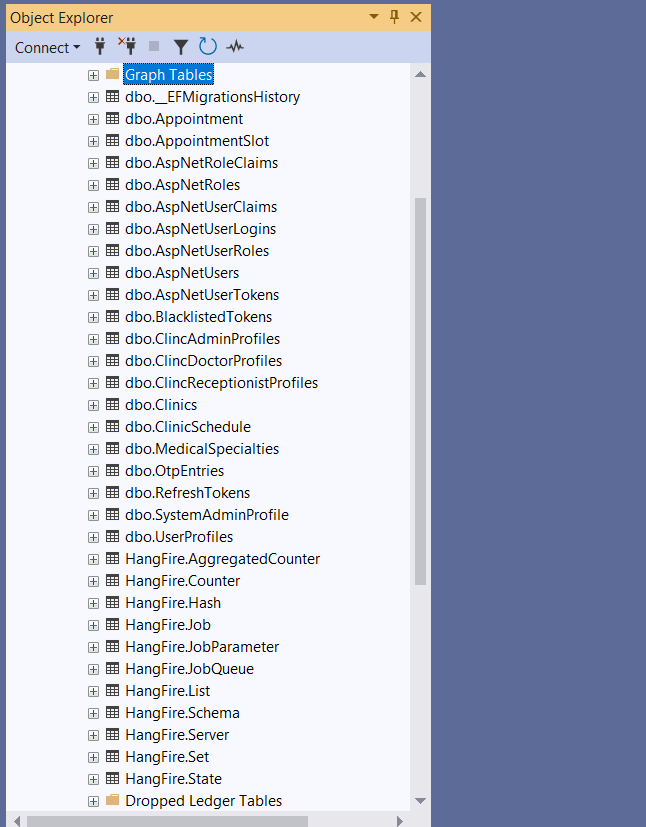 Object Explorer
Connect
Graph Tables
dbo.__EFMigrationsHistory
dbo.Appointment
dbo.AppointmentSlot
dbo.AspNetRoleClaims
dbo.AspNetRoles
dbo.AspNetUserClaims
dbo.AspNetUserLogins
dbo.AspNetUserRoles
dbo.AspNetUsers
dbo.AspNetUserTokens
dbo.BlacklistedTokens
dbo.ClincAdminProfiles
dbo.ClincDoctorProfiles
dbo.ClincReceptionistProfiles
dbo.Clinics
dbo.ClinicSchedule
dbo.MedicalSpecialties
dbo.OtpEntries
dbo.RefreshTokens
dbo.SystemAdminProfile
dbo.UserProfiles
HangFire.AggregatedCounter
HangFire.Counter
HangFire.Hash
HangFire.Job
HangFire.JobParameter
HangFire.JobQueue
HangFire.List
HangFire.Schema
HangFire.Server
HangFire.Set
HangFire.State
Dropped Ledger Tables